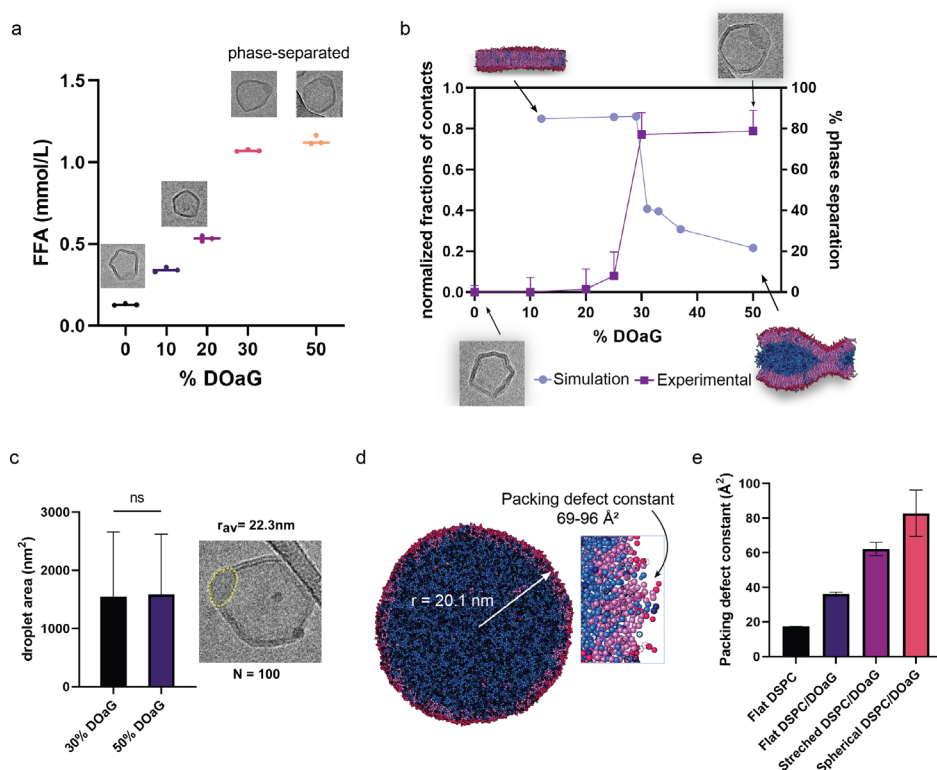 a
phase-separated
FFA (mmol/L)
1.5
1.0
0.5
0.0
0 10 20 30 50
% DOaG
b
normalized fractions of contacts
1.0
0.8
0.6
0.4
0.2
0.0
% phase separation
100
80
60
40
20
0
0 10 20 30 40 50
% DOaG
Simulation Experimental
c
droplet area (nm²)
3000
2000
1000
0
ns
30% DOaG
50% DOaG
rav= 22.3nm
N = 100
d
r = 20.1 nm
Packing defect constant
69-96 Å²
e
Packing defect constant (Å²)
100
80
60
40
20
0
Flat DSPC
Flat DSPC/DOaG
Streched DSPC/DOaG
Spherical DSPC/DOaG